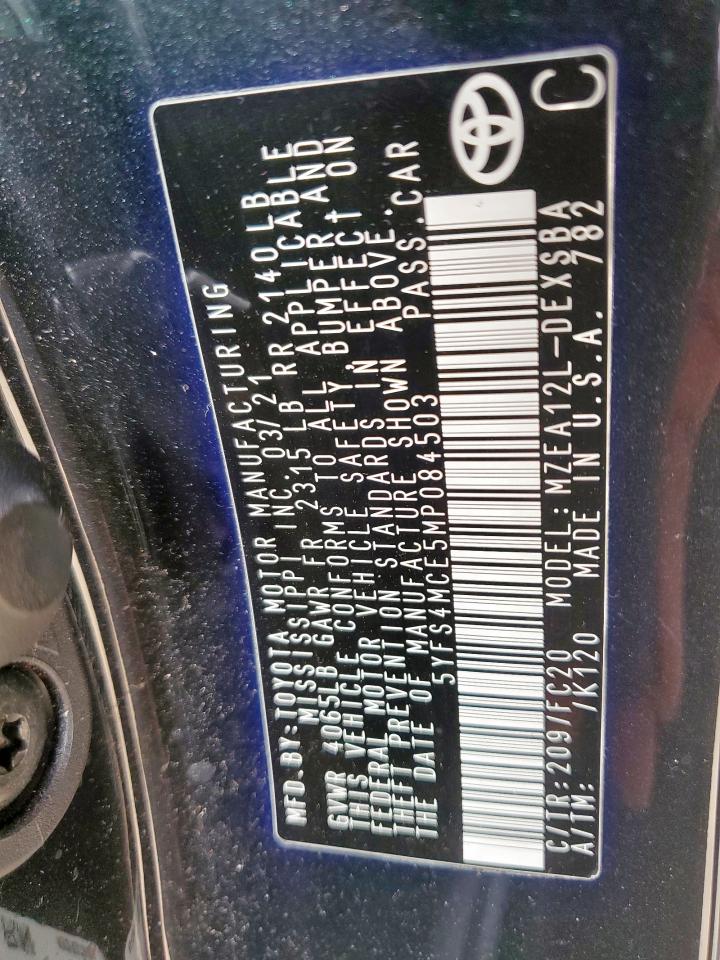 MFD.BY:TOYOTA MOTOR MANUFACTURING
MISSISSIPPI INC. 03/21
GVWR 4065LB GAWR FR 2315LB RR 2140LB
THIS VEHICLE CONFORMS TO ALL APPLICABLE
FEDERAL MOTOR VEHICLE SAFETY, BUMPER, AND
THEFT PREVENTION STANDARDS IN EFFECT ON
THE DATE OF MANUFACTURE SHOWN ABOVE.
5YFS4MCE5MP084503 PASS.CAR
C/TR:209/FC20 MODEL:MZEA12L-DEXSBA
A/TM: /K120 MADE IN U.S.A. 782
C